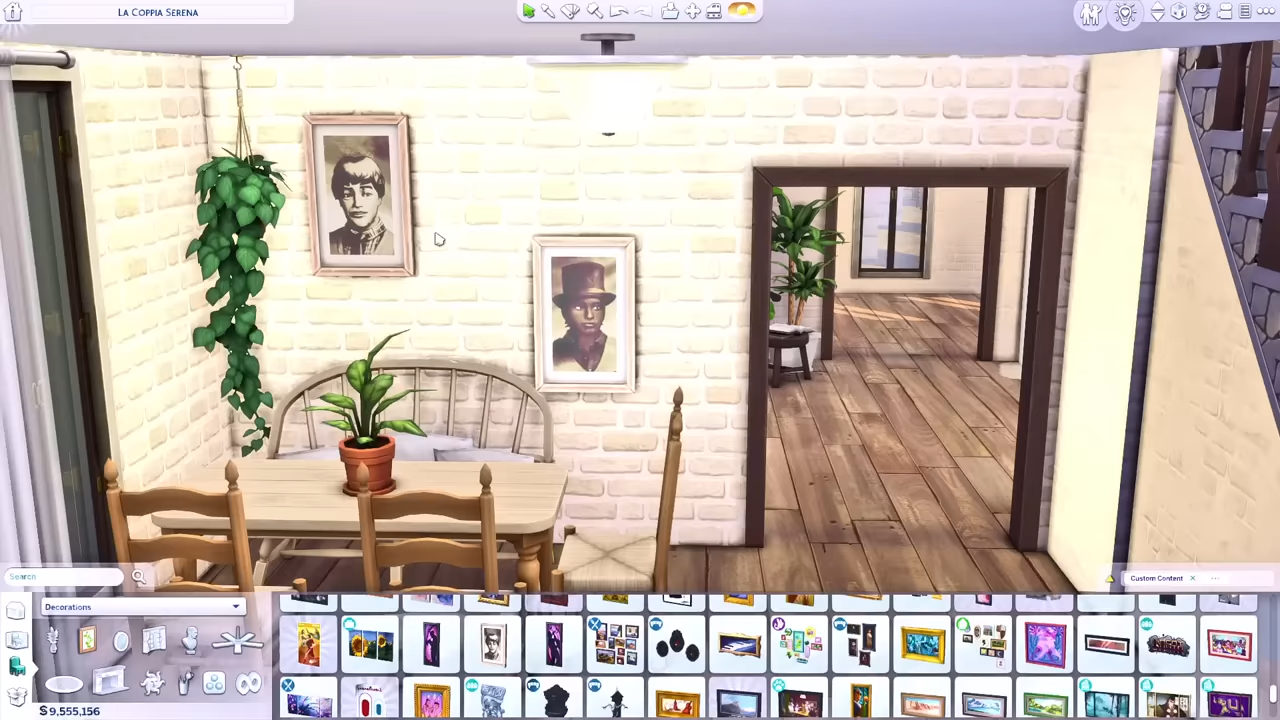 LA COPPIA SERENA
Search
Custom Content
Decorations
$9,555,156